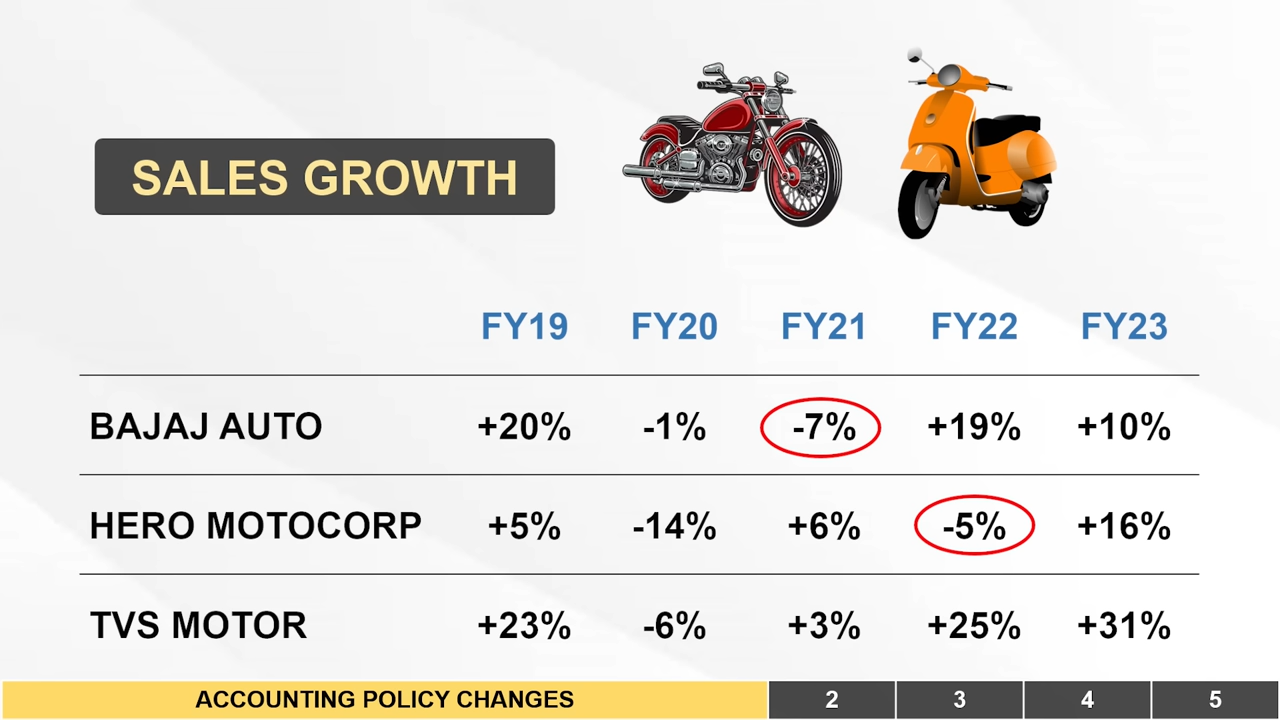 SALES GROWTH
FY19 FY20 FY21 FY22 FY23
BAJAJ AUTO +20% -1% -7% +19% +10%
HERO MOTOCORP +5% -14% +6% -5% +16%
TVS MOTOR +23% -6% +3% +25% +31%
ACCOUNTING POLICY CHANGES 2 3 4 5